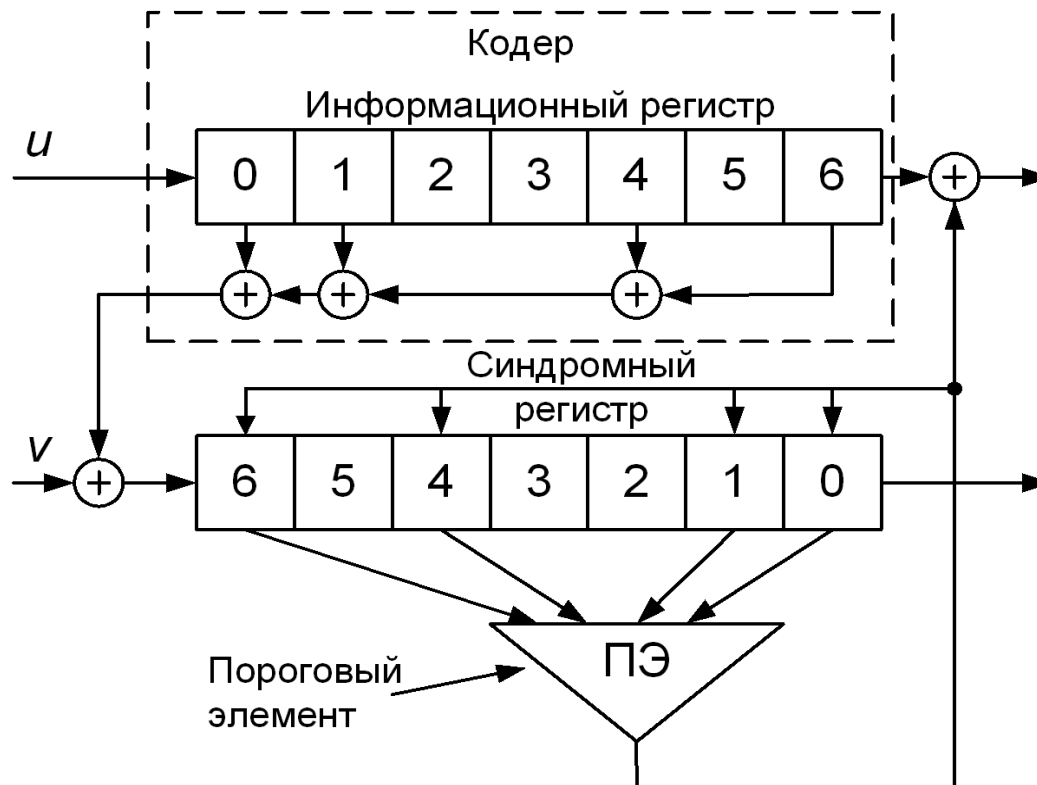 Кодер
Информационный регистр
u
0 1 2 3 4 5 6
+
+ + +
Синдромный
регистр
v
+
6 5 4 3 2 1 0
ПЭ
Пороговый
элемент